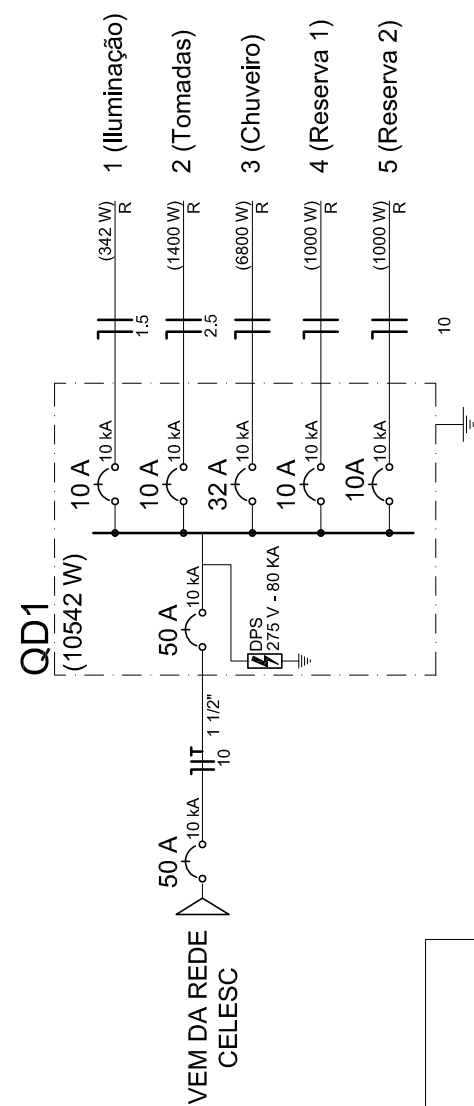 QD1
(10542 W)
VEM DA REDE
CELESC
50 A
10 kA
10
1 1/2"
50 A
10 kA
DPS
275 V - 80 KA
10 A
10 kA
1.5
(342 W)
R
1 (Iluminação)
10 A
10 kA
2.5
(1400 W)
R
2 (Tomadas)
32 A
10 kA
(6800 W)
R
3 (Chuveiro)
10 A
10 kA
(1000 W)
R
4 (Reserva 1)
10A
10 kA
(1000 W)
R
5 (Reserva 2)
10